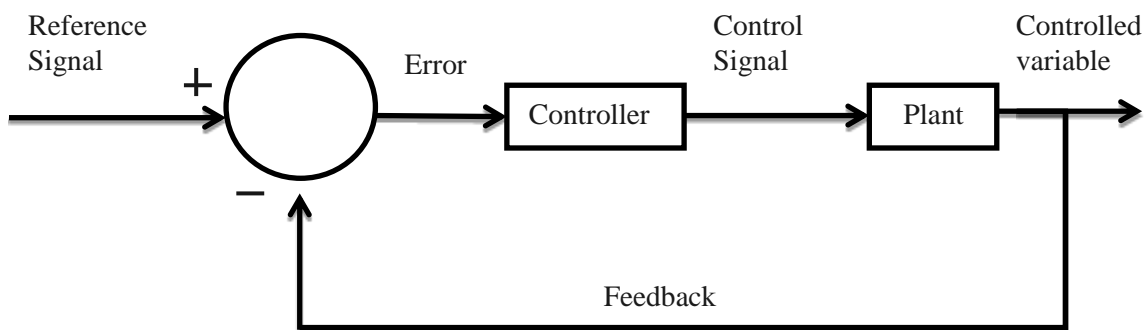 Reference
Signal
+
−
Error
Controller
Control
Signal
Plant
Controlled
variable
Feedback